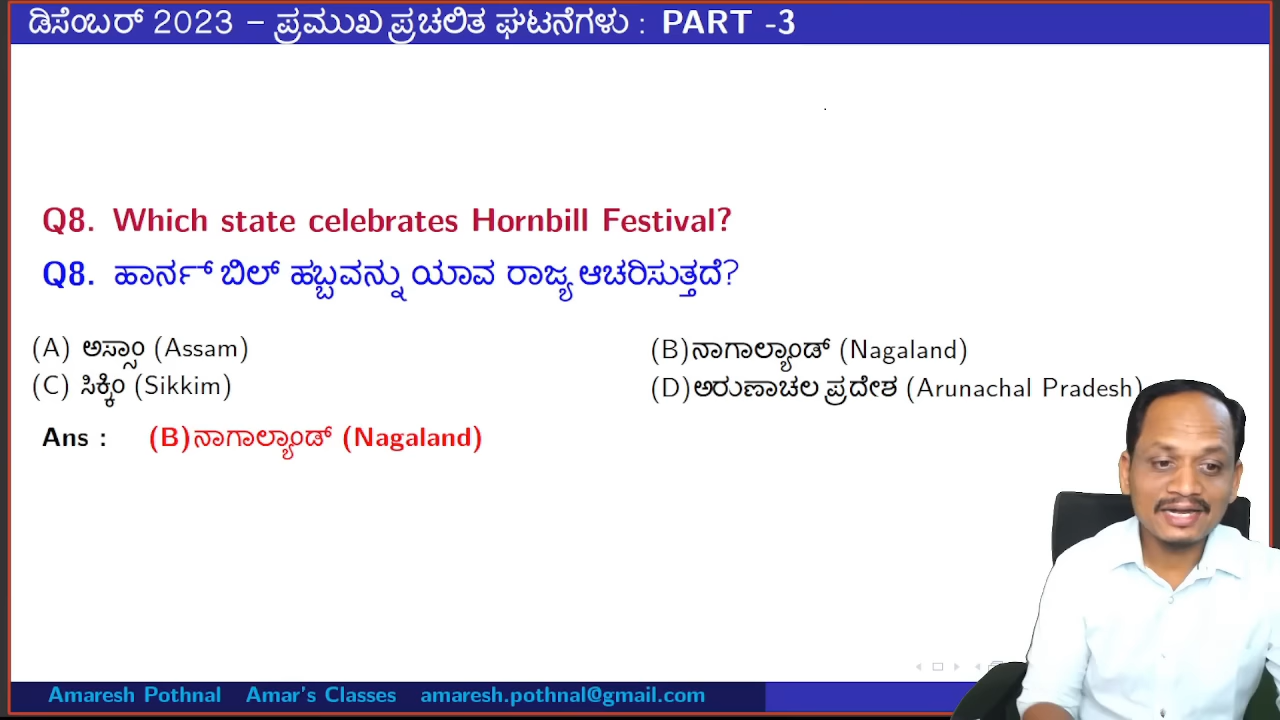 ಡಿಸೆಂಬರ್ 2023 – ಪ್ರಮುಖ ಪ್ರಚಲಿತ ಘಟನೆಗಳು : PART -3
Q8. Which state celebrates Hornbill Festival?
Q8. ಹಾರ್ನ್ ಬಿಲ್ ಹಬ್ಬವನ್ನು ಯಾವ ರಾಜ್ಯ ಆಚರಿಸುತ್ತದೆ?
(A) ಅಸ್ಸಾಂ (Assam) (B)ನಾಗಾಲ್ಯಾಂಡ್ (Nagaland)
(C) ಸಿಕ್ಕಿಂ (Sikkim) (D)ಅರುಣಾಚಲ ಪ್ರದೇಶ (Arunachal Pradesh)
Ans : (B)ನಾಗಾಲ್ಯಾಂಡ್ (Nagaland)
Amaresh Pothnal Amar's Classes amaresh.pothnal@gmail.com